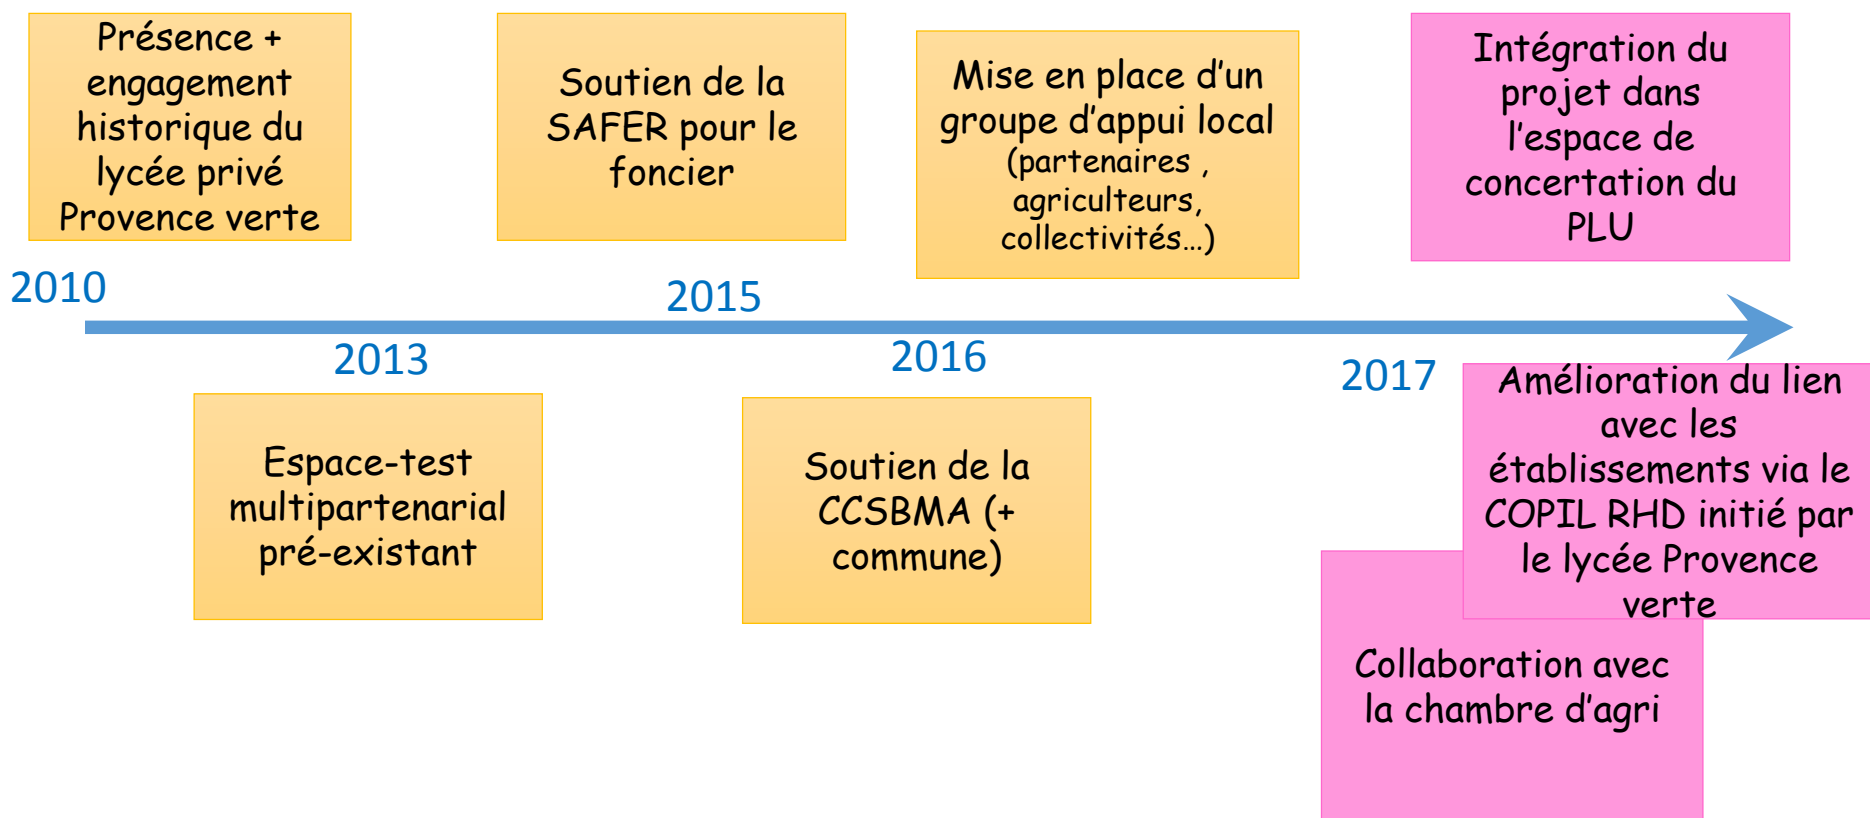 Présence +
engagement
historique du
lycée privé
Provence verte
Soutien de la
SAFER pour le
foncier
Mise en place d’un
groupe d’appui local
(partenaires ,
agriculteurs,
collectivités…)
Intégration du
projet dans
l’espace de
concertation du
PLU
2010
2015
2013
2016
2017
Espace-test
multipartenarial
pré-existant
Soutien de la
CCSBMA (+
commune)
Amélioration du lien
avec les
établissements via le
COPIL RHD initié par
le lycée Provence
verte
Collaboration avec
la chambre d’agri